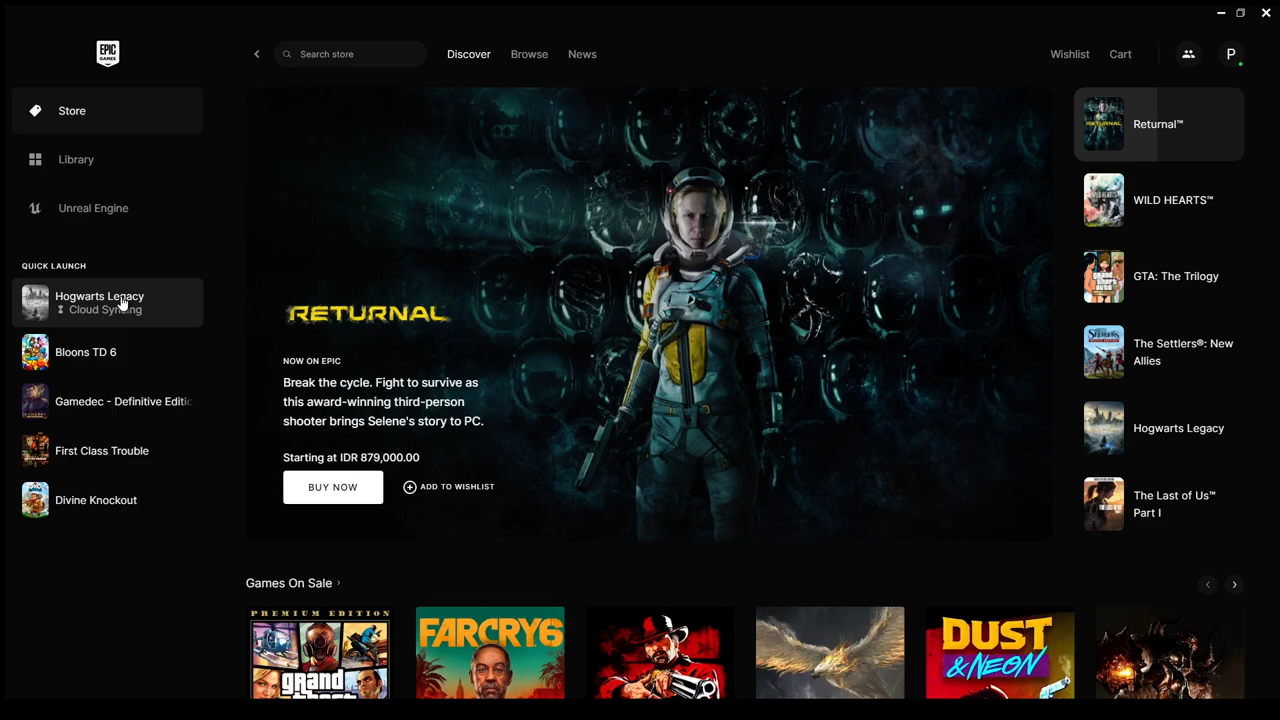 EPIC
GAMES
Search store
Discover
Browse
News
Wishlist
Cart
P
Store
Library
Unreal Engine
QUICK LAUNCH
Hogwarts Legacy
Cloud Syncing
Bloons TD 6
Gamedec - Definitive Editic
First Class Trouble
Divine Knockout
RETURNAL
NOW ON EPIC
Break the cycle. Fight to survive as
this award-winning third-person
shooter brings Selene's story to PC.
Starting at IDR 879,000.00
BUY NOW
ADD TO WISHLIST
RETURNAL
Returnal™
WILD HEARTS™
GTA: The Trilogy
The Settlers®: New
Allies
Hogwarts Legacy
The Last of Us™
Part I
Games On Sale
PREMIUM EDITION
grand
FARCRY6
DUST
& NEON